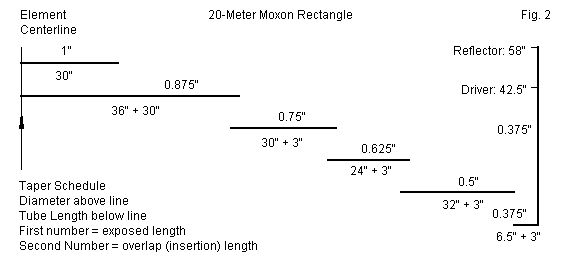 Element
Centerline
20-Meter Moxon Rectangle
Fig. 2
1"
30"
0.875"
36" + 30"
0.75"
30" + 3"
0.625"
24" + 3"
0.5"
32" + 3"
Reflector: 58"
Driver: 42.5"
0.375"
0.375"
6.5" + 3"
Taper Schedule
Diameter above line
Tube Length below line
First number = exposed length
Second Number = overlap (insertion) length